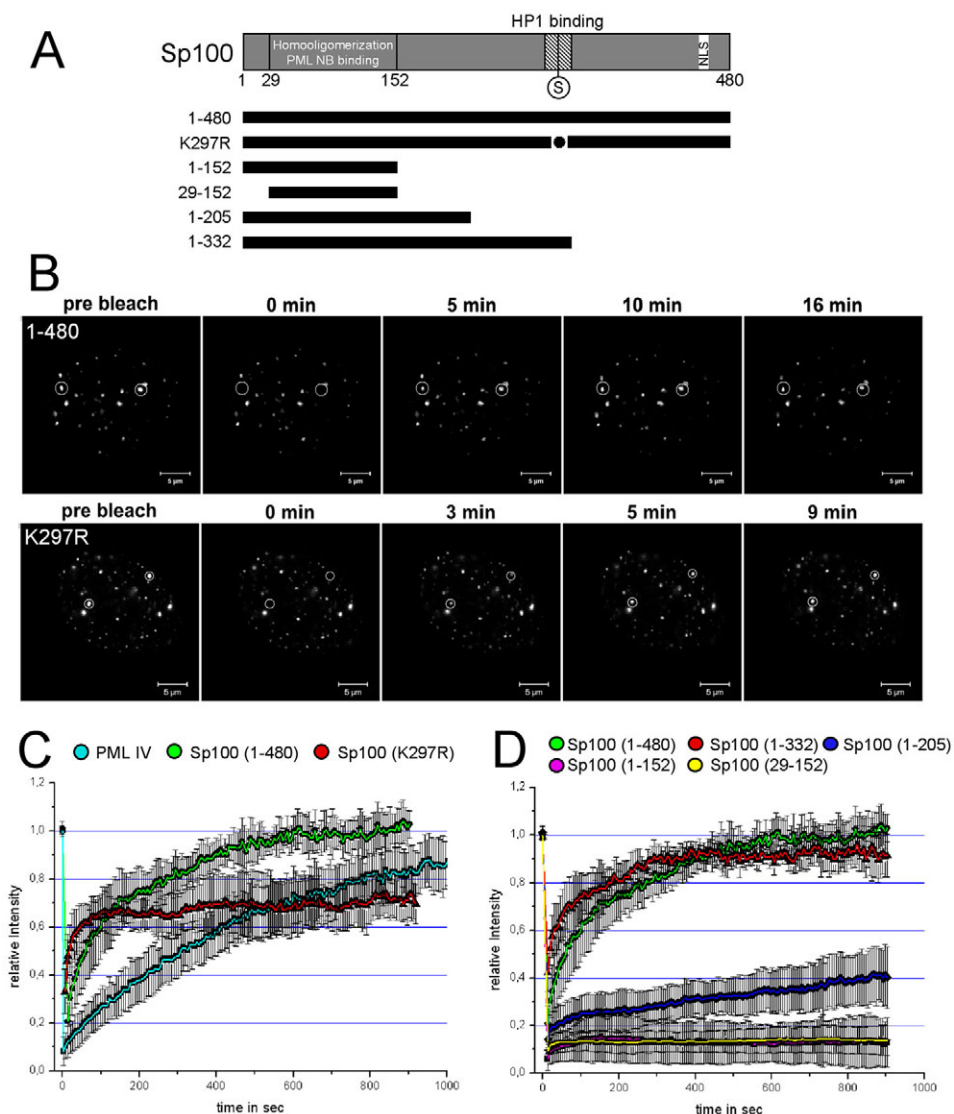 A
HP1 binding
Sp100
Homooligomerization
PML NB binding
NLS
1 29 152 S 480
1-480
K297R
1-152
29-152
1-205
1-332
B
pre bleach 0 min 5 min 10 min 16 min
1-480
5 µm 5 µm 5 µm 5 µm 5 µm
pre bleach 0 min 3 min 5 min 9 min
K297R
5 µm 5 µm 5 µm 5 µm 5 µm
C
PML IV Sp100 (1-480) Sp100 (K297R)
1,2
1,0
0,8
0,6
0,4
0,2
0,0
relative Intensity
0 200 400 600 800 1000
time in sec
D
Sp100 (1-480) Sp100 (1-332) Sp100 (1-205)
Sp100 (1-152) Sp100 (29-152)
1,2
1,0
0,8
0,6
0,4
0,2
0,0
relative Intensity
0 200 400 600 800 1000
time in sec